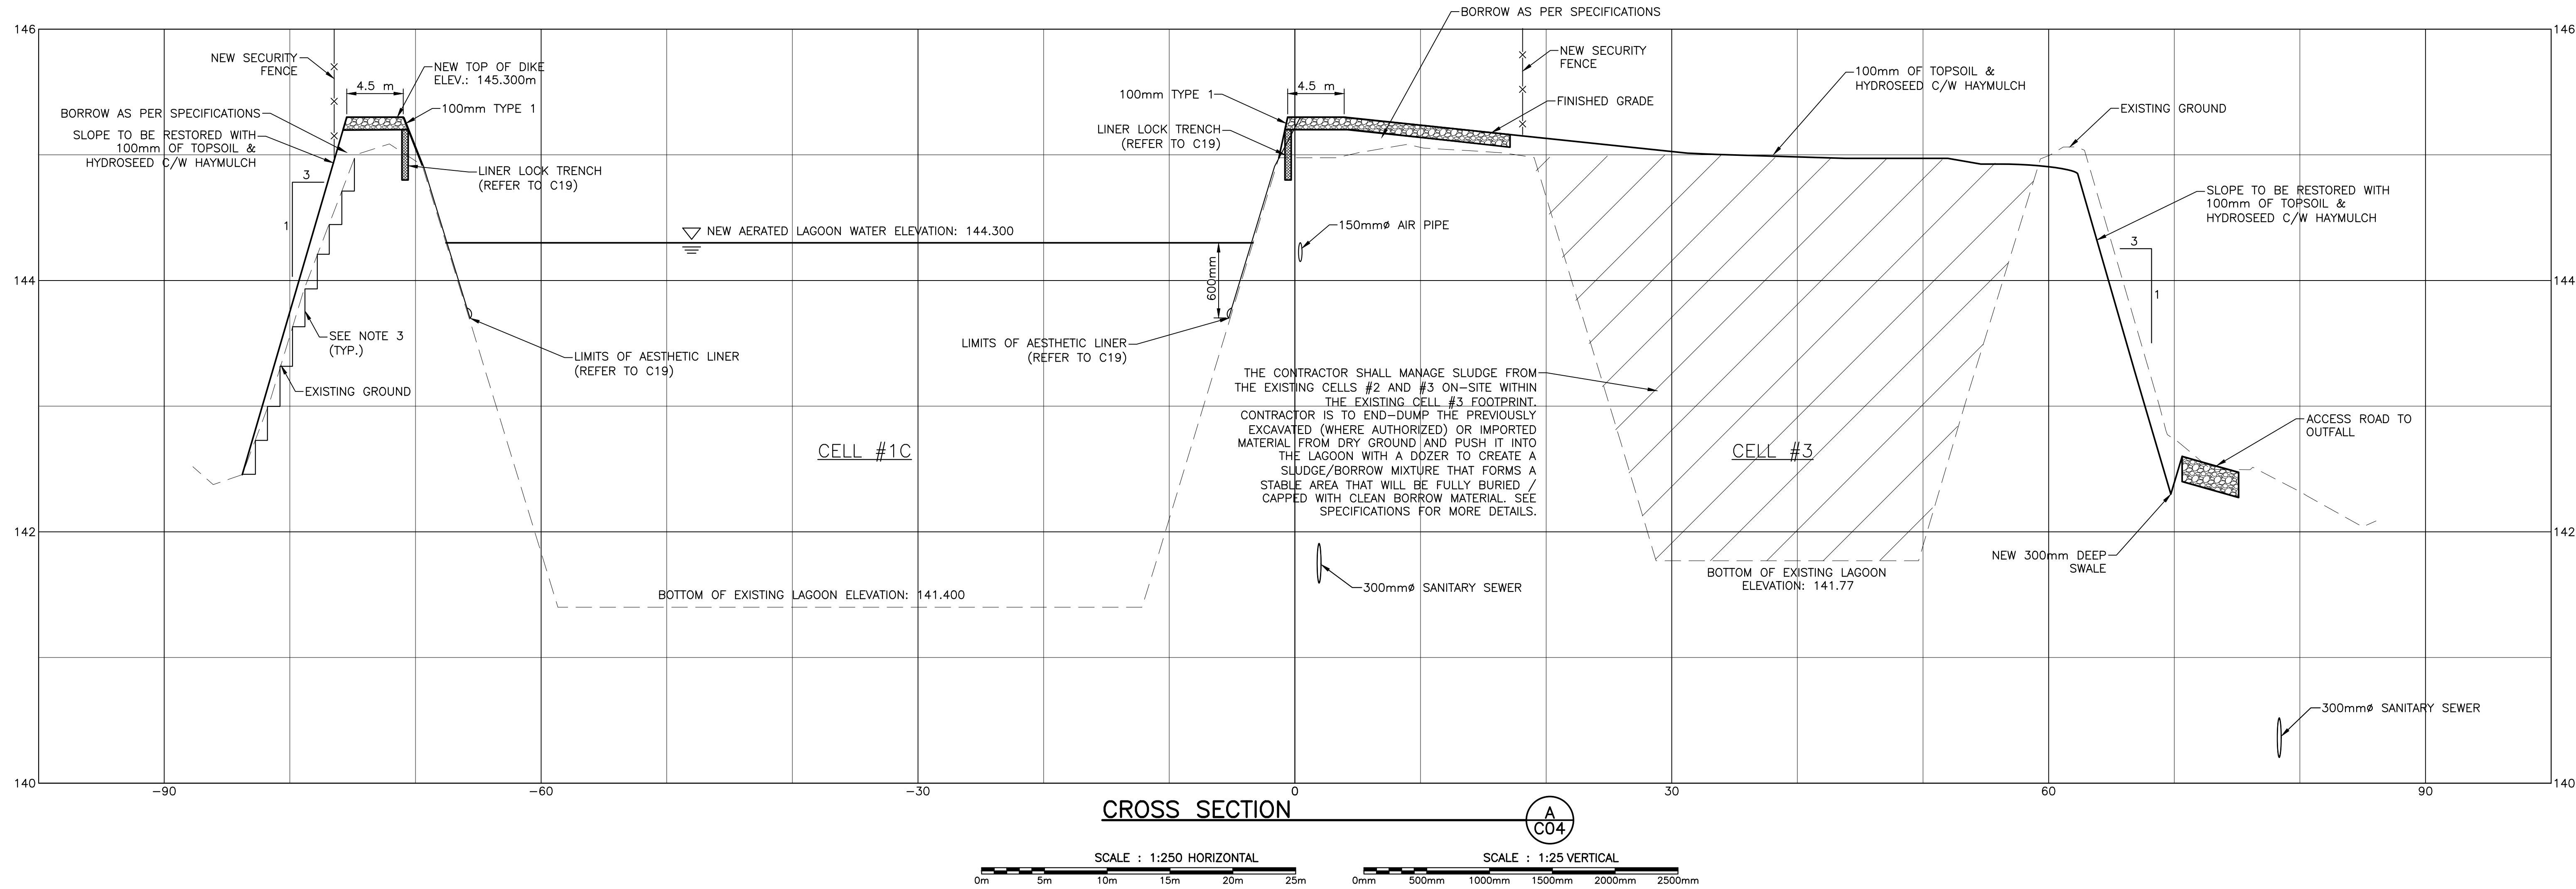 BORROW AS PER SPECIFICATIONS
146
146
NEW SECURITY
FENCE
NEW TOP OF DIKE
ELEV.: 145.300m
4.5 m
100mm TYPE 1
BORROW AS PER SPECIFICATIONS
SLOPE TO BE RESTORED WITH
100mm OF TOPSOIL &
HYDROSEED C/W HAYMULCH
3
1
LINER LOCK TRENCH
(REFER TO C19)
100mm TYPE 1
4.5 m
LINER LOCK TRENCH
(REFER TO C19)
NEW SECURITY
FENCE
FINISHED GRADE
100mm OF TOPSOIL &
HYDROSEED C/W HAYMULCH
EXISTING GROUND
SLOPE TO BE RESTORED WITH
100mm OF TOPSOIL &
HYDROSEED C/W HAYMULCH
3
1
NEW AERATED LAGOON WATER ELEVATION: 144.300
150mmø AIR PIPE
600mm
144
144
SEE NOTE 3
(TYP.)
EXISTING GROUND
LIMITS OF AESTHETIC LINER
(REFER TO C19)
LIMITS OF AESTHETIC LINER
(REFER TO C19)
THE CONTRACTOR SHALL MANAGE SLUDGE FROM
THE EXISTING CELLS #2 AND #3 ON-SITE WITHIN
THE EXISTING CELL #3 FOOTPRINT.
CONTRACTOR IS TO END-DUMP THE PREVIOUSLY
EXCAVATED (WHERE AUTHORIZED) OR IMPORTED
MATERIAL FROM DRY GROUND AND PUSH IT INTO
THE LAGOON WITH A DOZER TO CREATE A
SLUDGE/BORROW MIXTURE THAT FORMS A
STABLE AREA THAT WILL BE FULLY BURIED /
CAPPED WITH CLEAN BORROW MATERIAL. SEE
SPECIFICATIONS FOR MORE DETAILS.
CELL #1C
CELL #3
ACCESS ROAD TO
OUTFALL
142
142
NEW 300mm DEEP
SWALE
BOTTOM OF EXISTING LAGOON
ELEVATION: 141.77
BOTTOM OF EXISTING LAGOON ELEVATION: 141.400
300mmø SANITARY SEWER
300mmø SANITARY SEWER
140
140
-90
-60
-30
0
30
60
90
CROSS SECTION
A
C04
SCALE : 1:250 HORIZONTAL
0m 5m 10m 15m 20m 25m
SCALE : 1:25 VERTICAL
0mm 500mm 1000mm 1500mm 2000mm 2500mm